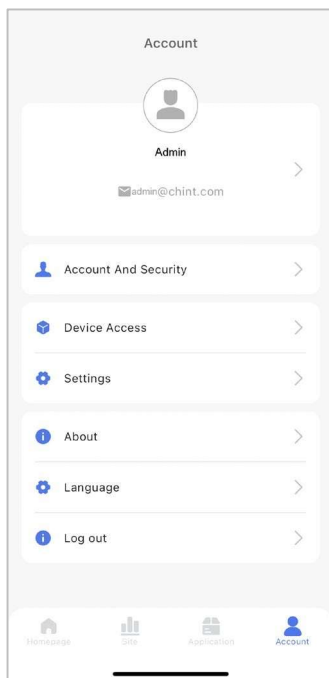 Account
Admin
admin@chint.com
Account And Security
Device Access
Settings
About
Language
Log out
Homepage
Site
Application
Account